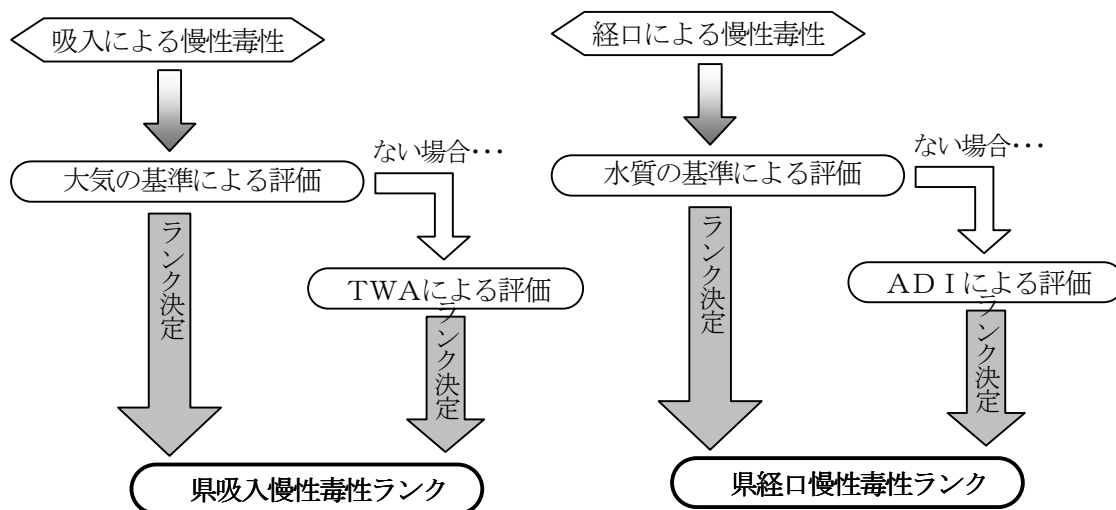 吸入による慢性毒性
大気の基準による評価
ない場合・・・
ランク決定
ＴＷＡによる評価
ランク決定
県吸入慢性毒性ランク
経口による慢性毒性
水質の基準による評価
ない場合・・・
ランク決定
ＡＤＩによる評価
ランク決定
県経口慢性毒性ランク